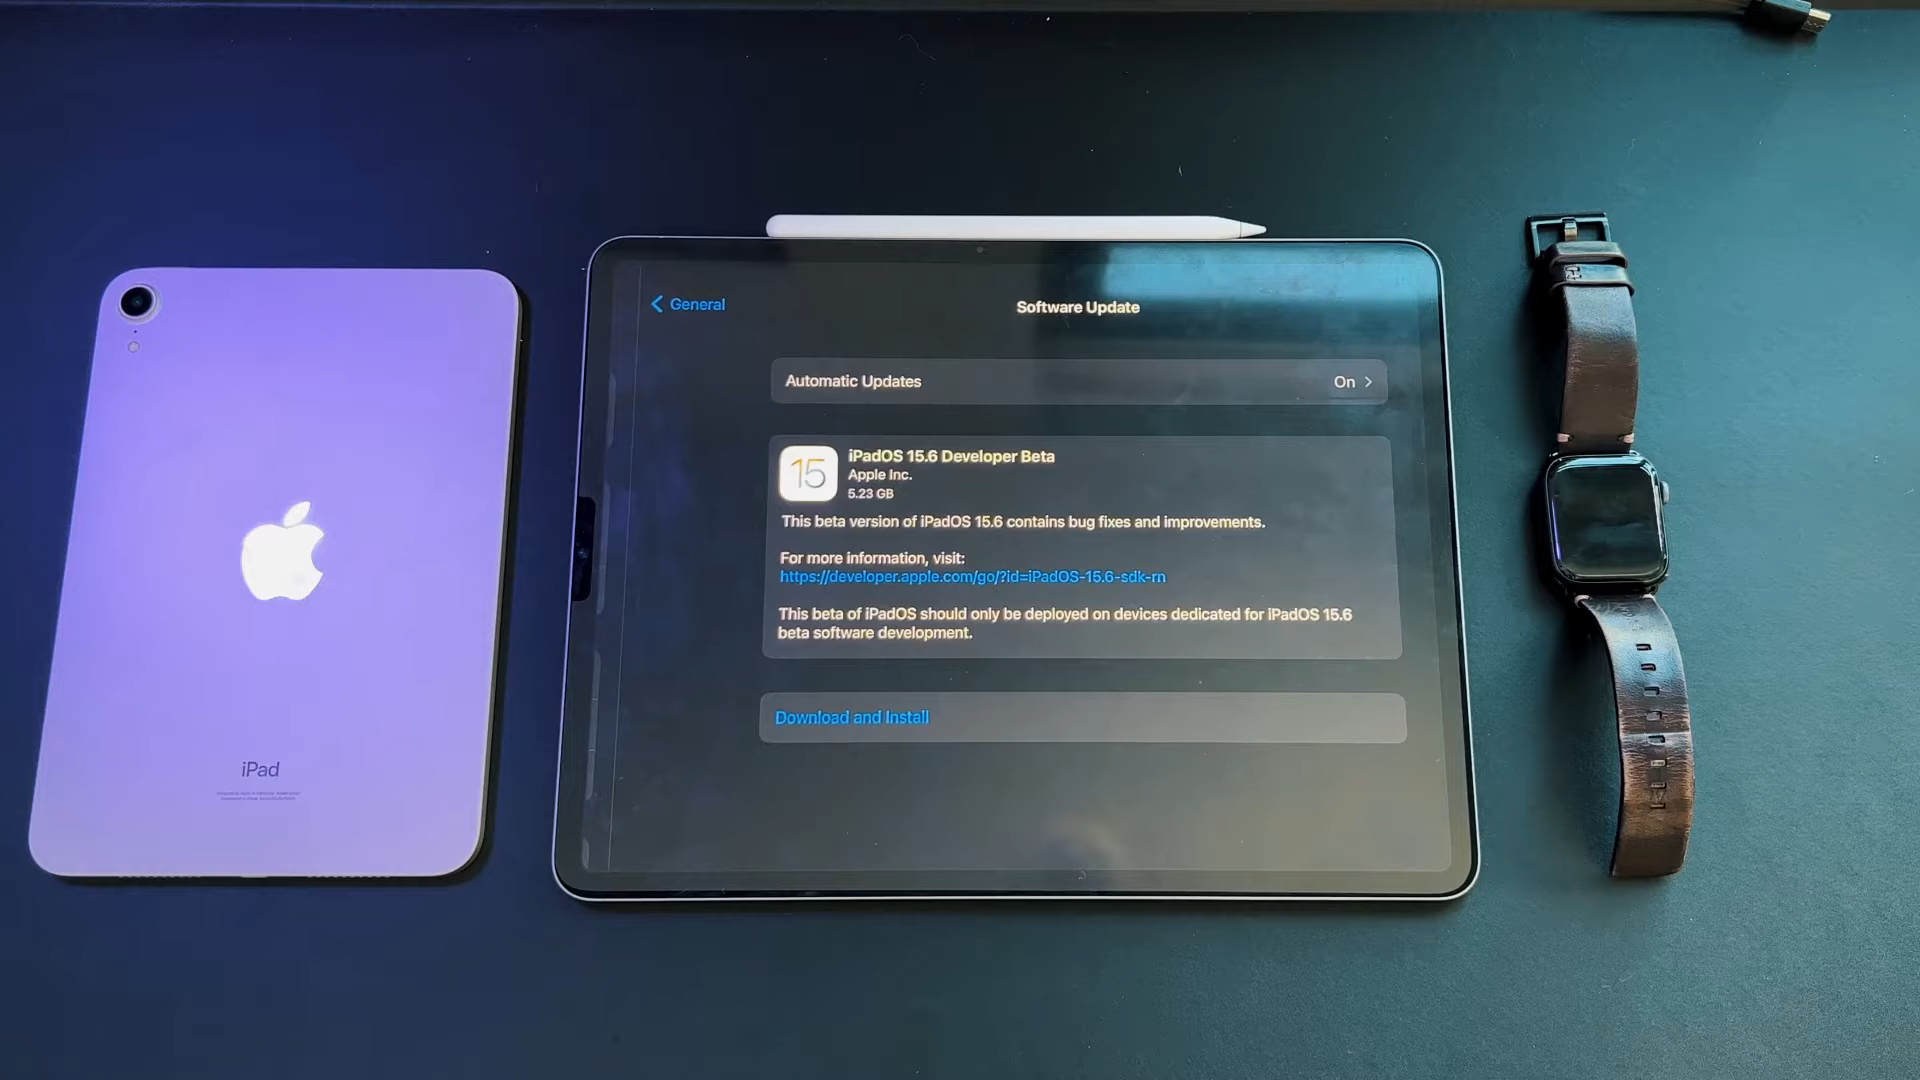 General
Software Update
Automatic Updates
On
15
iPadOS 15.6 Developer Beta
Apple Inc.
5.23 GB
This beta version of iPadOS 15.6 contains bug fixes and improvements.
For more information, visit:
https://developer.apple.com/go/?id=iPadOS-15.6-sdk-rn
This beta of iPadOS should only be deployed on devices dedicated for iPadOS 15.6
beta software development.
Download and Install
iPad